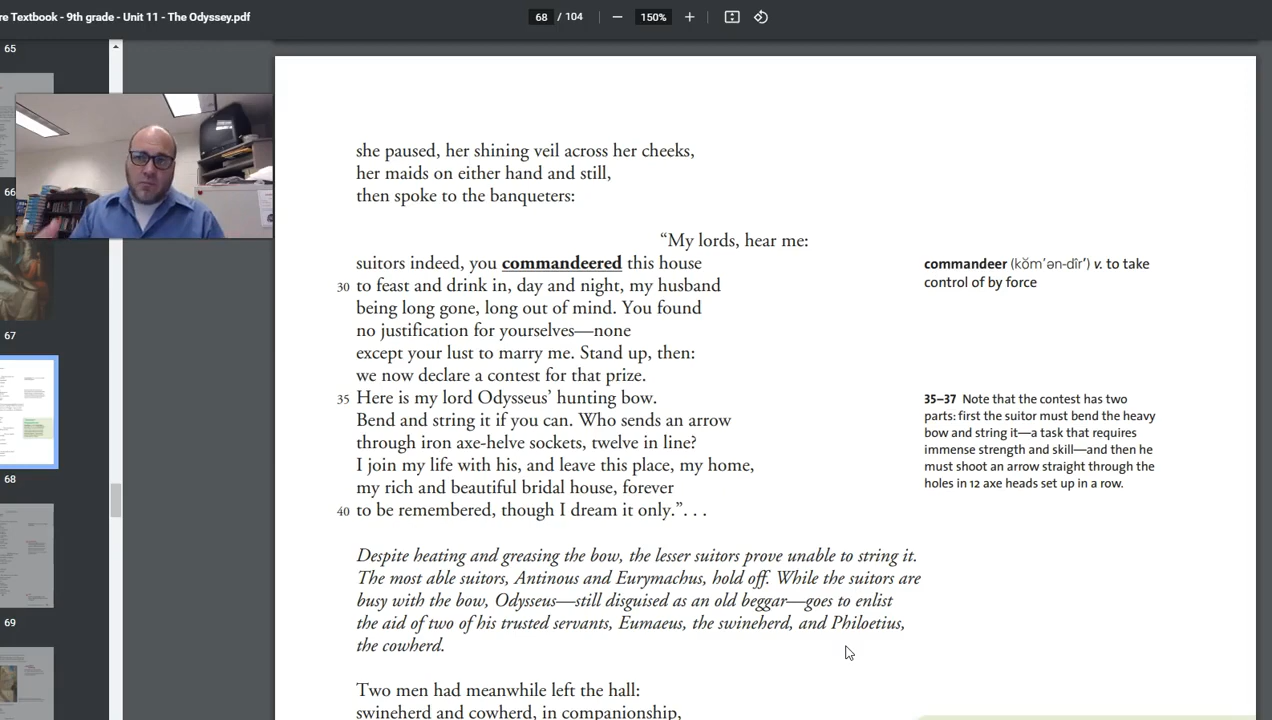 re Textbook - 9th grade - Unit 11 - The Odyssey.pdf
68 / 104
150%
65
66
67
68
69
she paused, her shining veil across her cheeks,
her maids on either hand and still,
then spoke to the banqueters:
“My lords, hear me:
suitors indeed, you commandeered this house
30 to feast and drink in, day and night, my husband
being long gone, long out of mind. You found
no justification for yourselves—none
except your lust to marry me. Stand up, then:
we now declare a contest for that prize.
35 Here is my lord Odysseus’ hunting bow.
Bend and string it if you can. Who sends an arrow
through iron axe-helve sockets, twelve in line?
I join my life with his, and leave this place, my home,
my rich and beautiful bridal house, forever
40 to be remembered, though I dream it only.”. . .
Despite heating and greasing the bow, the lesser suitors prove unable to string it.
The most able suitors, Antinous and Eurymachus, hold off. While the suitors are
busy with the bow, Odysseus—still disguised as an old beggar—goes to enlist
the aid of two of his trusted servants, Eumaeus, the swineherd, and Philoetius,
the cowherd.
Two men had meanwhile left the hall:
swineherd and cowherd, in companionship,
commandeer (kŏm′ən-dîr′) v. to take
control of by force
35–37 Note that the contest has two
parts: first the suitor must bend the heavy
bow and string it—a task that requires
immense strength and skill—and then he
must shoot an arrow straight through the
holes in 12 axe heads set up in a row.